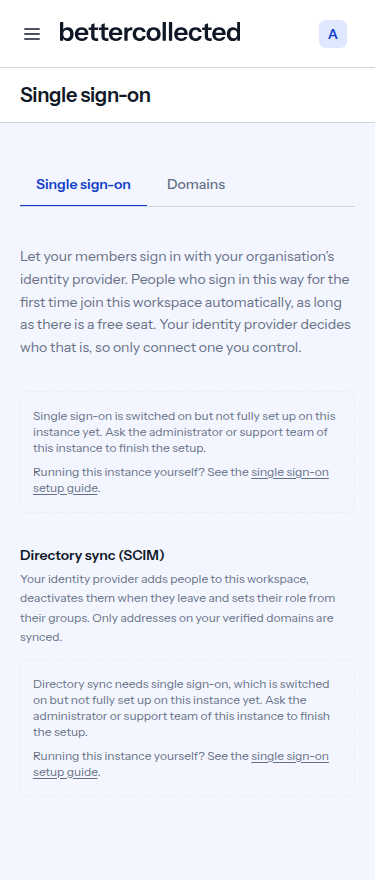 bettercollected
A
Single sign-on
Single sign-on
Domains
Let your members sign in with your organisation's
identity provider. People who sign in this way for the
first time join this workspace automatically, as long
as there is a free seat. Your identity provider decides
who that is, so only connect one you control.
Single sign-on is switched on but not fully set up on this
instance yet. Ask the administrator or support team of
this instance to finish the setup.
Running this instance yourself? See the single sign-on
setup guide.
Directory sync (SCIM)
Your identity provider adds people to this workspace,
deactivates them when they leave and sets their role from
their groups. Only addresses on your verified domains are
synced.
Directory sync needs single sign-on, which is switched
on but not fully set up on this instance yet. Ask the
administrator or support team of this instance to finish
the setup.
Running this instance yourself? See the single sign-on
setup guide.